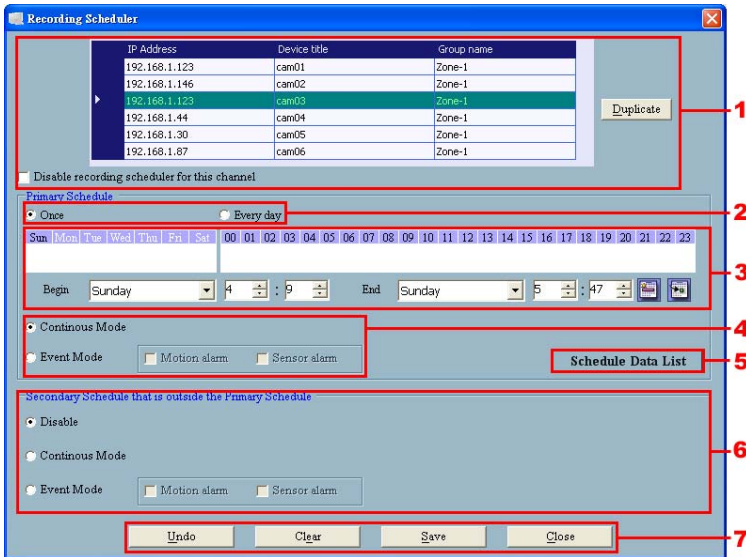 Recording Scheduler
IP Address Device title Group name
192.168.1.123 cam01 Zone-1
192.168.1.146 cam02 Zone-1
192.168.1.123 cam03 Zone-1
192.168.1.44 cam04 Zone-1
192.168.1.30 cam05 Zone-1
192.168.1.87 cam06 Zone-1
Duplicate
1
Disable recording scheduler for this channel
Primary Schedule
Once Every day
2
Sun Mon Tue Wed Thu Fri Sat 00 01 02 03 04 05 06 07 08 09 10 11 12 13 14 15 16 17 18 19 20 21 22 23
3
Begin Sunday 4 : 9 End Sunday 5 : 47
Continous Mode
4
Event Mode Motion alarm Sensor alarm
Schedule Data List
5
Secondary Schedule that is outside the Primary Schedule
Disable
Continous Mode
6
Event Mode Motion alarm Sensor alarm
Undo Clear Save Close
7